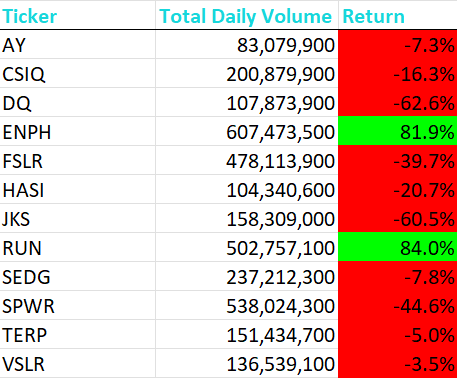 Ticker Total Daily Volume Return
AY 83,079,900 -7.3%
CSIQ 200,879,900 -16.3%
DQ 107,873,900 -62.6%
ENPH 607,473,500 81.9%
FSLR 478,113,900 -39.7%
HASI 104,340,600 -20.7%
JKS 158,309,000 -60.5%
RUN 502,757,100 84.0%
SEDG 237,212,300 -7.8%
SPWR 538,024,300 -44.6%
TERP 151,434,700 -5.0%
VSLR 136,539,100 -3.5%